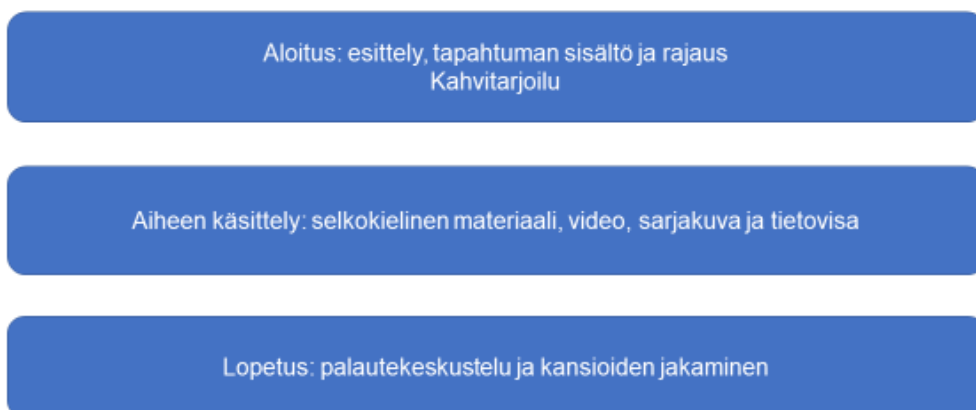 Aloitus: esittely, tapahtuman sisältö ja rajaus
Kahvitarjoilu
Aiheen käsittely: selkokielinen materiaali, video, sarjakuva ja tietovisa
Lopetus: palautekeskustelu ja kansioiden jakaminen